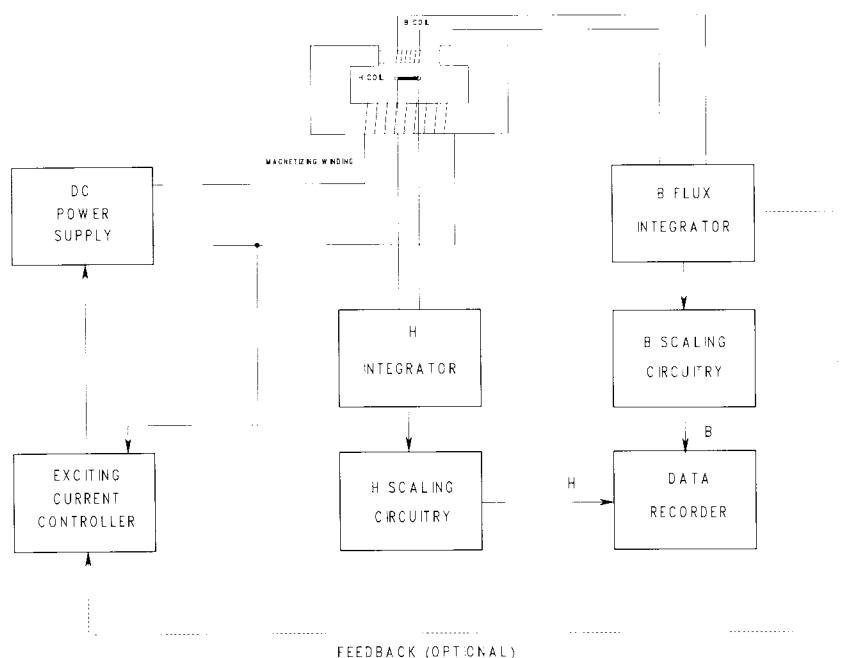 B COIL
H COIL
MAGNETIZING WINDING
DC
POWER
SUPPLY
B FLUX
INTEGRATOR
H
INTEGRATOR
B SCALING
CIRCUITRY
B
EXCITING
CURRENT
CONTROLLER
H SCALING
CIRCUITRY
H
DATA
RECORDER
FEEDBACK (OPTIONAL)